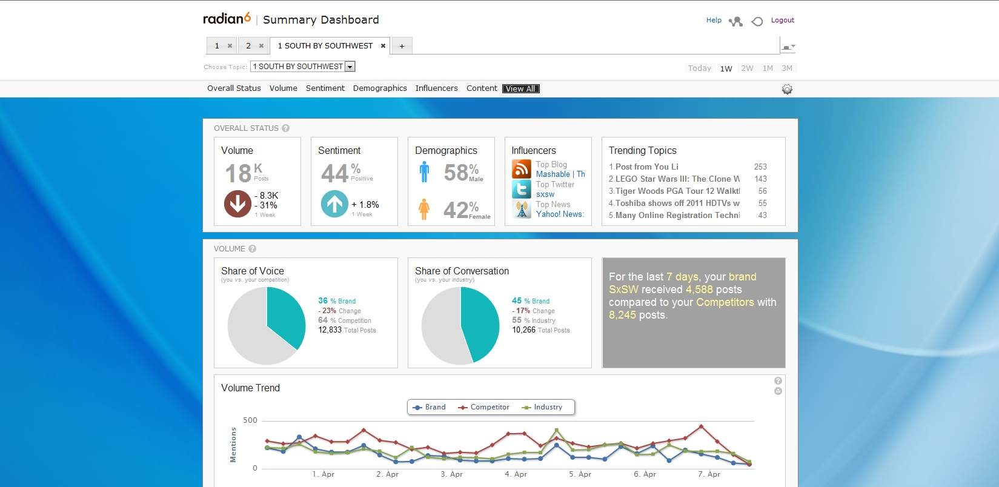 radian6 | Summary Dashboard
Help
Logout
1 ×
2 ×
1 SOUTH BY SOUTHWEST ×
+
Choose Topic: 1 SOUTH BY SOUTHWEST
Today 1W 2W 1M 3M
Overall Status Volume Sentiment Demographics Influencers Content View All
OVERALL STATUS ?
Volume
18 K
Posts
- 8.3K
- 31%
1 Week
Sentiment
44 %
Positive
+ 1.8%
1 Week
Demographics
58%
Male
42%
Female
Influencers
Top Blog
Mashable | Th
Top Twitter
sxsw
Top News
Yahoo! News:
Trending Topics
1.Post from You Li 253
2.LEGO Star Wars III: The Clone W 143
3.Tiger Woods PGA Tour 12 Walkt 56
4.Toshiba shows off 2011 HDTVs w 55
5.Many Online Registration Techni 43
VOLUME ?
Share of Voice
(you vs. your competition)
36 % Brand
- 23% Change
64 % Competition
12,833 Total Posts
Share of Conversation
(you vs. your industry)
45 % Brand
- 17% Change
55 % Industry
10,266 Total Posts
For the last 7 days, your brand
SxSW received 4,588 posts
compared to your Competitors with
8,245 posts.
Volume Trend
?
Brand Competitor Industry
500
Mentions
0
1. Apr 2. Apr 3. Apr 4. Apr 5. Apr 6. Apr 7. Apr